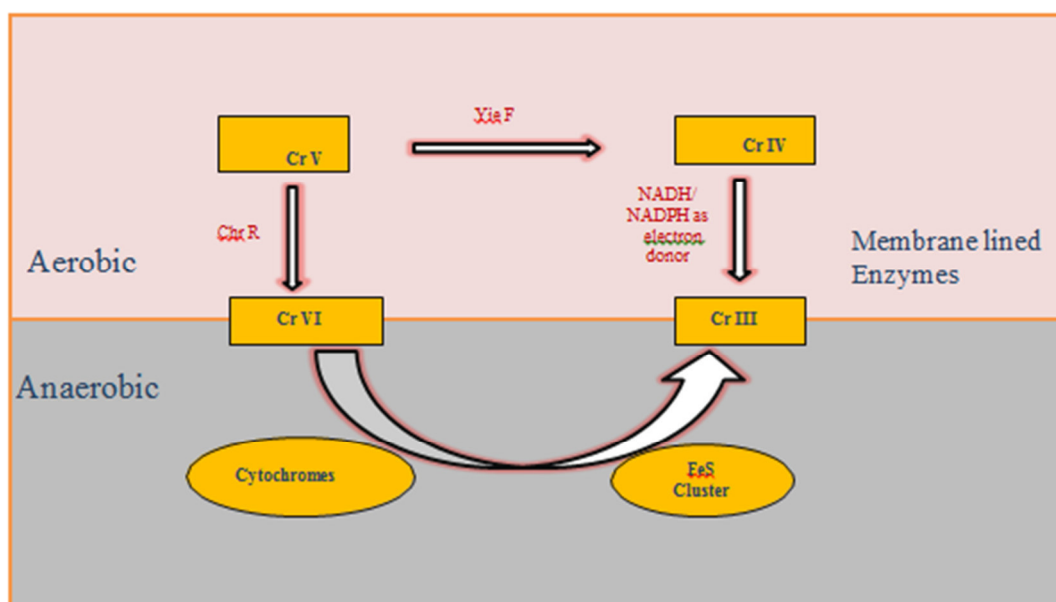 Yie F
Cr V
Cr IV
NADH/
NADPH as
electron
donor
Chr R
Aerobic
Membrane lined
Enzymes
Cr VI
Cr III
Anaerobic
Cytochromes
FeS
Cluster